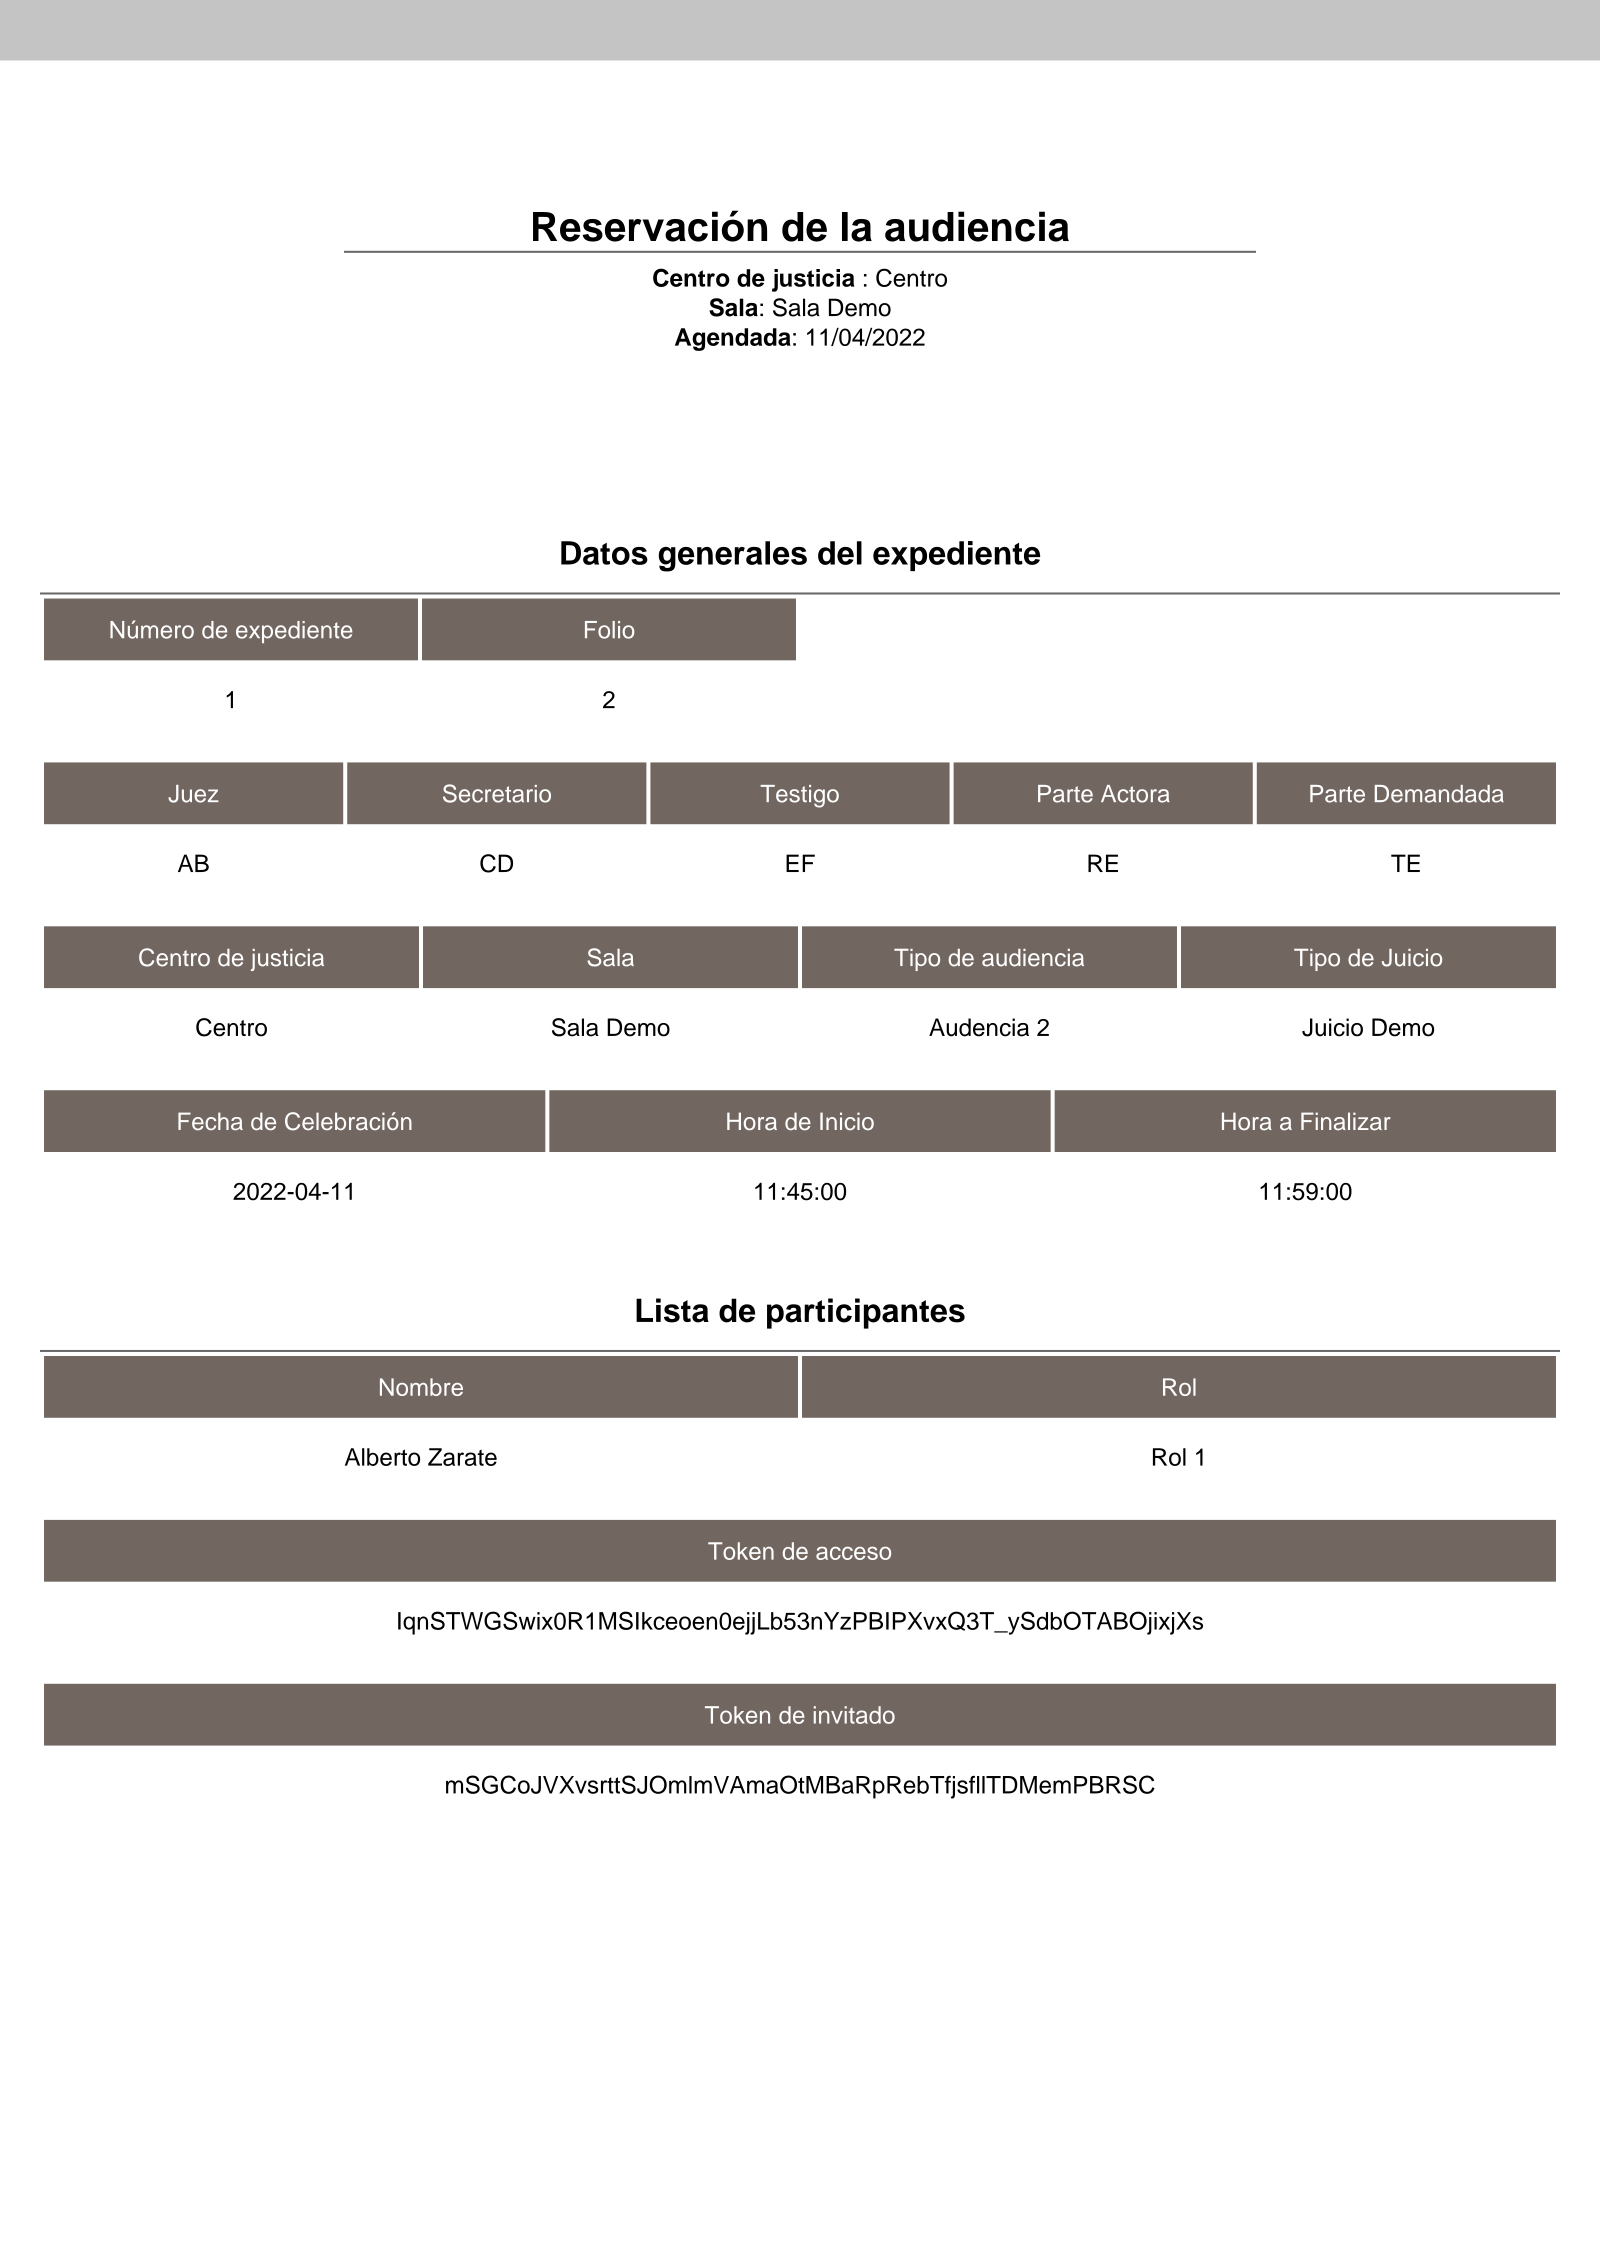 Reservación de la audiencia
Centro de justicia : Centro
Sala: Sala Demo
Agendada: 11/04/2022
Datos generales del expediente
Número de expediente Folio
1 2
Juez Secretario Testigo Parte Actora Parte Demandada
AB CD EF RE TE
Centro de justicia Sala Tipo de audiencia Tipo de Juicio
Centro Sala Demo Audencia 2 Juicio Demo
Fecha de Celebración Hora de Inicio Hora a Finalizar
2022-04-11 11:45:00 11:59:00
Lista de participantes
Nombre Rol
Alberto Zarate Rol 1
Token de acceso
IqnSTWGSwix0R1MSIkceoen0ejjLb53nYzPBIPXvxQ3T_ySdbOTABOjixjXs
Token de invitado
mSGCoJVXvsrttSJOmlmVAmaOtMBaRpRebTfjsflITDMemPBRSC